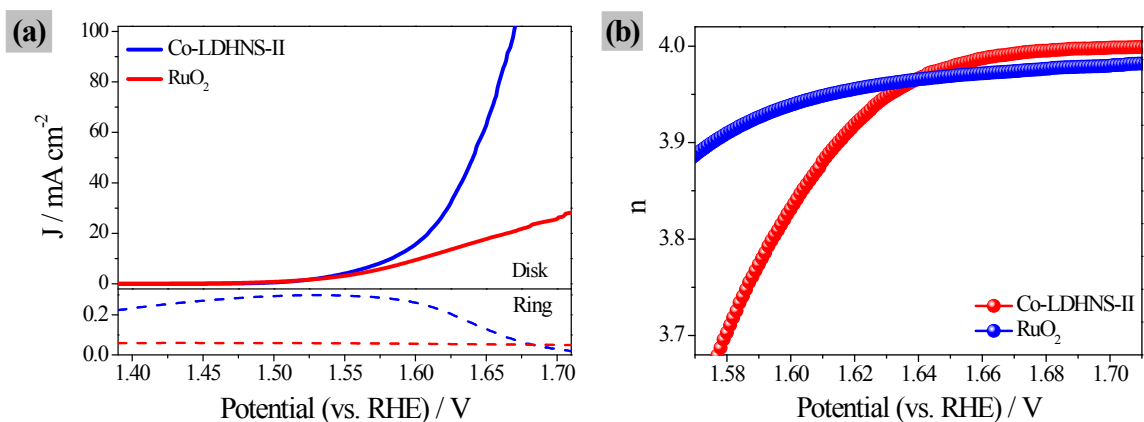 (a)
100
80
60
40
20
0
J / mA cm⁻²
Co-LDHNS-II
RuO₂
Disk
Ring
0.2
0.0
1.40 1.45 1.50 1.55 1.60 1.65 1.70
Potential (vs. RHE) / V
(b)
4.0
3.9
3.8
3.7
n
Co-LDHNS-II
RuO₂
1.58 1.60 1.62 1.64 1.66 1.68 1.70
Potential (vs. RHE) / V